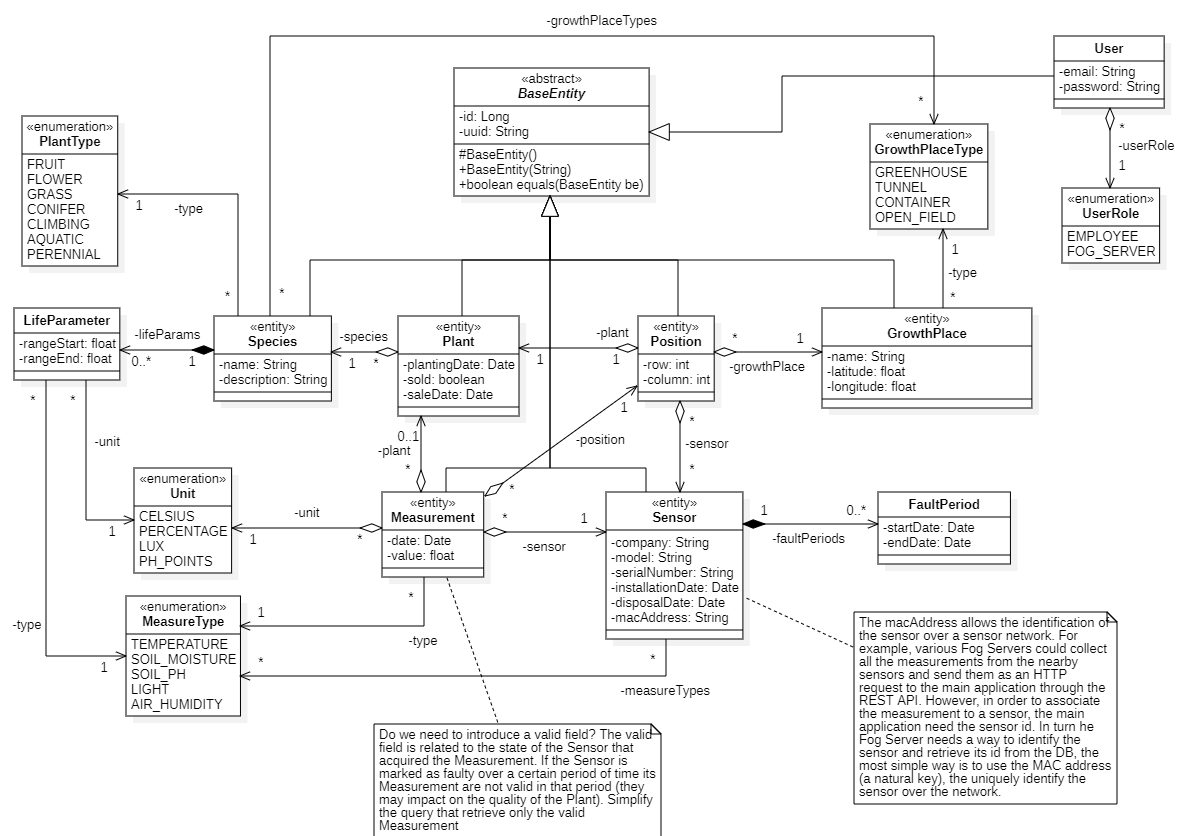 -growthPlaceTypes
*
*
«enumeration»
PlantType
FRUIT
FLOWER
GRASS
CONIFER
CLIMBING
AQUATIC
PERENNIAL
1
-type
*
«abstract»
BaseEntity
-id: Long
-uuid: String
#BaseEntity()
+BaseEntity(String)
+boolean equals(BaseEntity be)
«enumeration»
GrowthPlaceType
GREENHOUSE
TUNNEL
CONTAINER
OPEN_FIELD
User
-email: String
-password: String
*
-userRole
1
«enumeration»
UserRole
EMPLOYEE
FOG_SERVER
1
-type
*
LifeParameter
-rangeStart: float
-rangeEnd: float
-lifeParams
0..*
1
«entity»
Species
-name: String
-description: String
-species
1
*
«entity»
Plant
-plantingDate: Date
-sold: boolean
-saleDate: Date
-plant
1
1
«entity»
Position
-row: int
-column: int
*
1
-growthPlace
«entity»
GrowthPlace
-name: String
-latitude: float
-longitude: float
*
*
-unit
1
0..1
-plant
*
1
-position
*
*
-sensor
*
«enumeration»
Unit
CELSIUS
PERCENTAGE
LUX
PH_POINTS
-unit
1
*
«entity»
Measurement
-date: Date
-value: float
*
1
-sensor
«entity»
Sensor
-company: String
-model: String
-serialNumber: String
-installationDate: Date
-disposalDate: Date
-macAddress: String
1
0..*
-faultPeriods
FaultPeriod
-startDate: Date
-endDate: Date
-type
1
«enumeration»
MeasureType
TEMPERATURE
SOIL_MOISTURE
SOIL_PH
LIGHT
AIR_HUMIDITY
*
1
-type
*
*
-measureTypes
The macAddress allows the identification of
the sensor over a sensor network. For
example, various Fog Servers could collect
all the measurements from the nearby
sensors and send them as an HTTP
request to the main application through the
REST API. However, in order to associate
the measurement to a sensor, the main
application need the sensor id. In turn he
Fog Server needs a way to identify the
sensor and retrieve its id from the DB, the
most simple way is to use the MAC address
(a natural key), the uniquely identify the
sensor over the network.
Do we need to introduce a valid field? The valid
field is related to the state of the Sensor that
acquired the Measurement. If the Sensor is
marked as faulty over a certain period of time its
Measurement are not valid in that period (they
may impact on the quality of the Plant). Simplify
the query that retrieve only the valid
Measurement